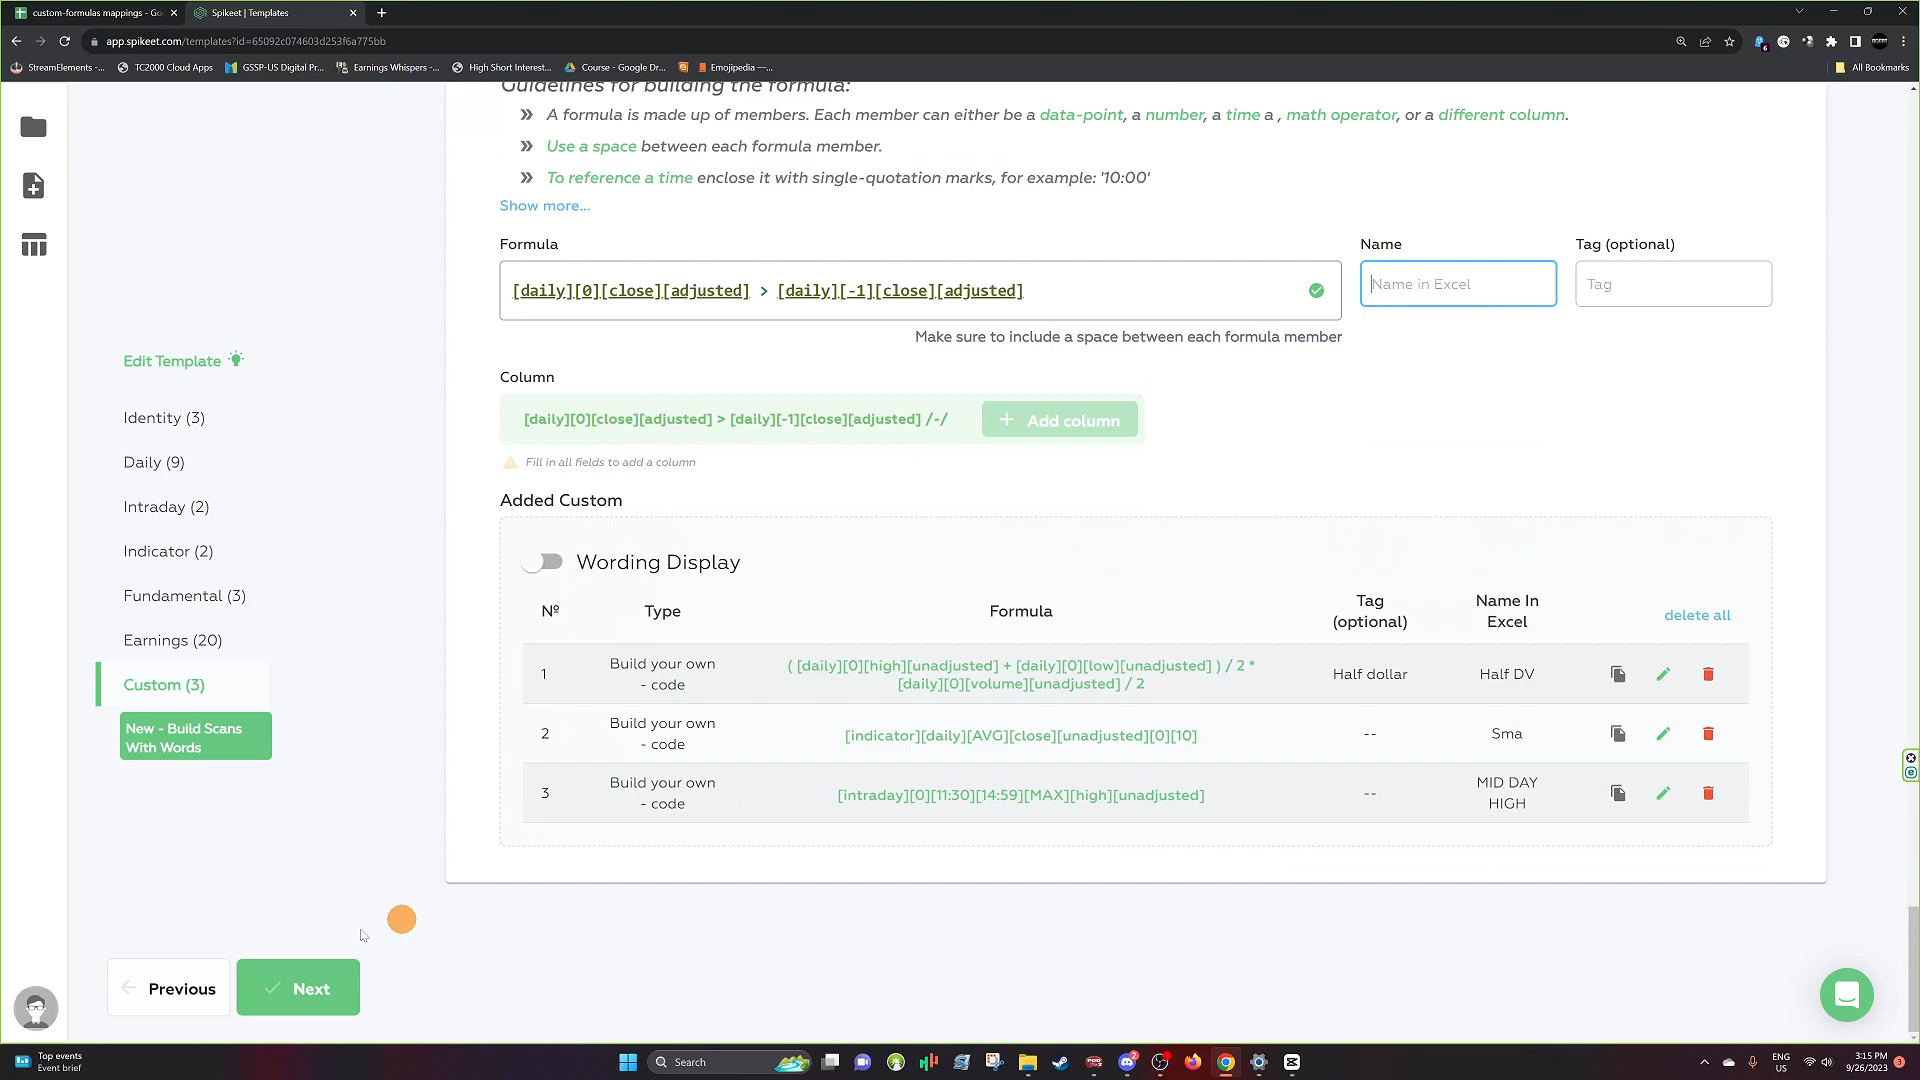 custom-formulas mappings - Go
Spikeet | Templates
app.spikeet.com/templates?id=65092c074603d253f6a775bb
StreamElements -...
TC2000 Cloud Apps
GSSP-US Digital Pr...
Earnings Whispers -...
High Short Interest...
Course - Google Dr...
Emojipedia —...
All Bookmarks
Guidelines for building the formula:
» A formula is made up of members. Each member can either be a data-point, a number, a time a , math operator, or a different column.
» Use a space between each formula member.
» To reference a time enclose it with single-quotation marks, for example: '10:00'
Show more...
Formula
Name
Tag (optional)
[daily][0][close][adjusted] > [daily][-1][close][adjusted]
Name in Excel
Tag
Make sure to include a space between each formula member
Edit Template
Identity (3)
Daily (9)
Intraday (2)
Indicator (2)
Fundamental (3)
Earnings (20)
Custom (3)
New - Build Scans
With Words
Column
[daily][0][close][adjusted] > [daily][-1][close][adjusted] /-/
+ Add column
Fill in all fields to add a column
Added Custom
Wording Display
Nº
Type
Formula
Tag
(optional)
Name In
Excel
delete all
1
Build your own
- code
( [daily][0][high][unadjusted] + [daily][0][low][unadjusted] ) / 2 *
[daily][0][volume][unadjusted] / 2
Half dollar
Half DV
2
Build your own
- code
[indicator][daily][AVG][close][unadjusted][0][10]
--
Sma
3
Build your own
- code
[intraday][0][11:30][14:59][MAX][high][unadjusted]
--
MID DAY
HIGH
Previous
Next
Top events
Event brief
Search
ENG
US
3:15 PM
9/26/2023